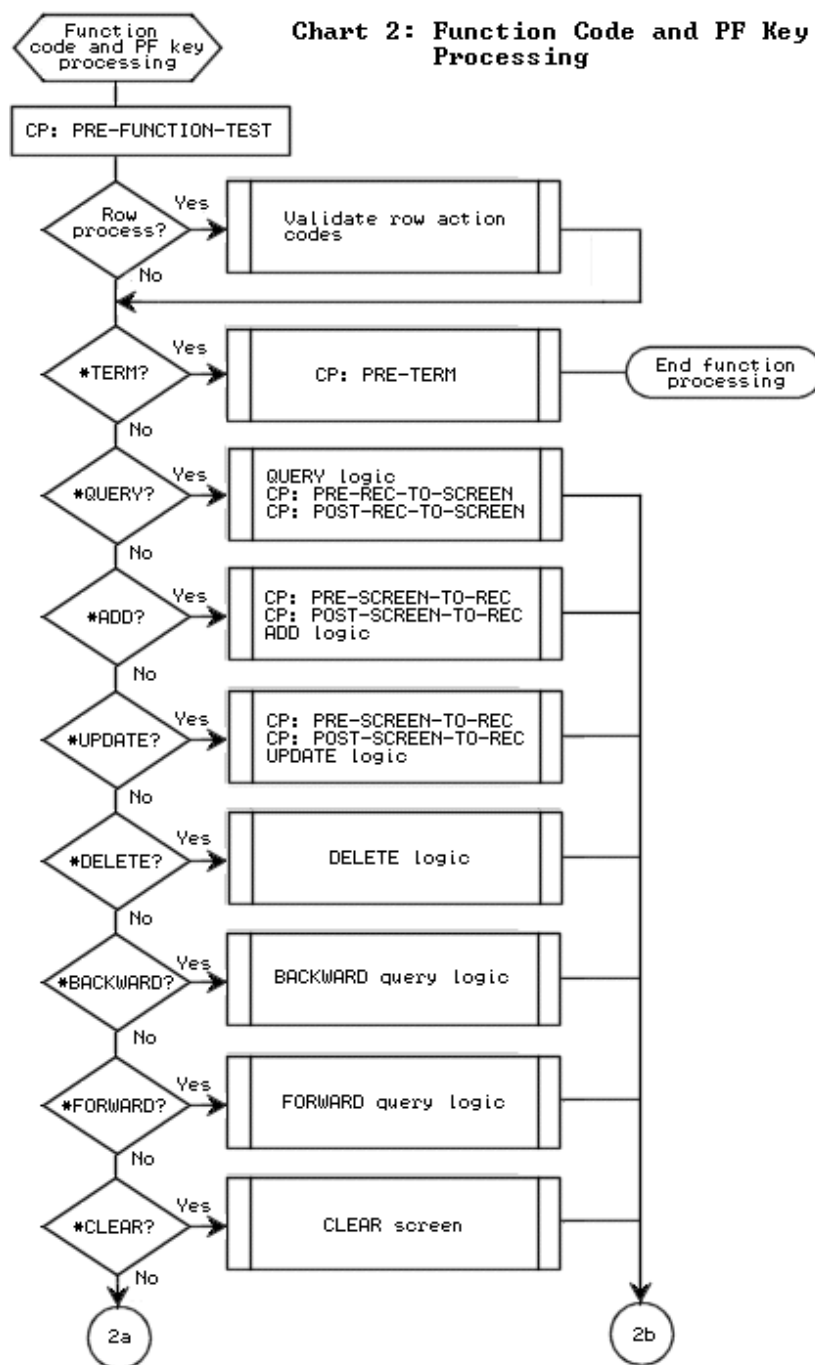 Chart 2: Function Code and PF Key
Processing
Function
code and PF key
processing
CP: PRE-FUNCTION-TEST
Row
process?
Yes
Validate row action
codes
No
*TERM?
Yes
CP: PRE-TERM
End function
processing
No
*QUERY?
Yes
QUERY logic
CP: PRE-REC-TO-SCREEN
CP: POST-REC-TO-SCREEN
No
*ADD?
Yes
CP: PRE-SCREEN-TO-REC
CP: POST-SCREEN-TO-REC
ADD logic
No
*UPDATE?
Yes
CP: PRE-SCREEN-TO-REC
CP: POST-SCREEN-TO-REC
UPDATE logic
No
*DELETE?
Yes
DELETE logic
No
*BACKWARD?
Yes
BACKWARD query logic
No
*FORWARD?
Yes
FORWARD query logic
No
*CLEAR?
Yes
CLEAR screen
No
2a
2b